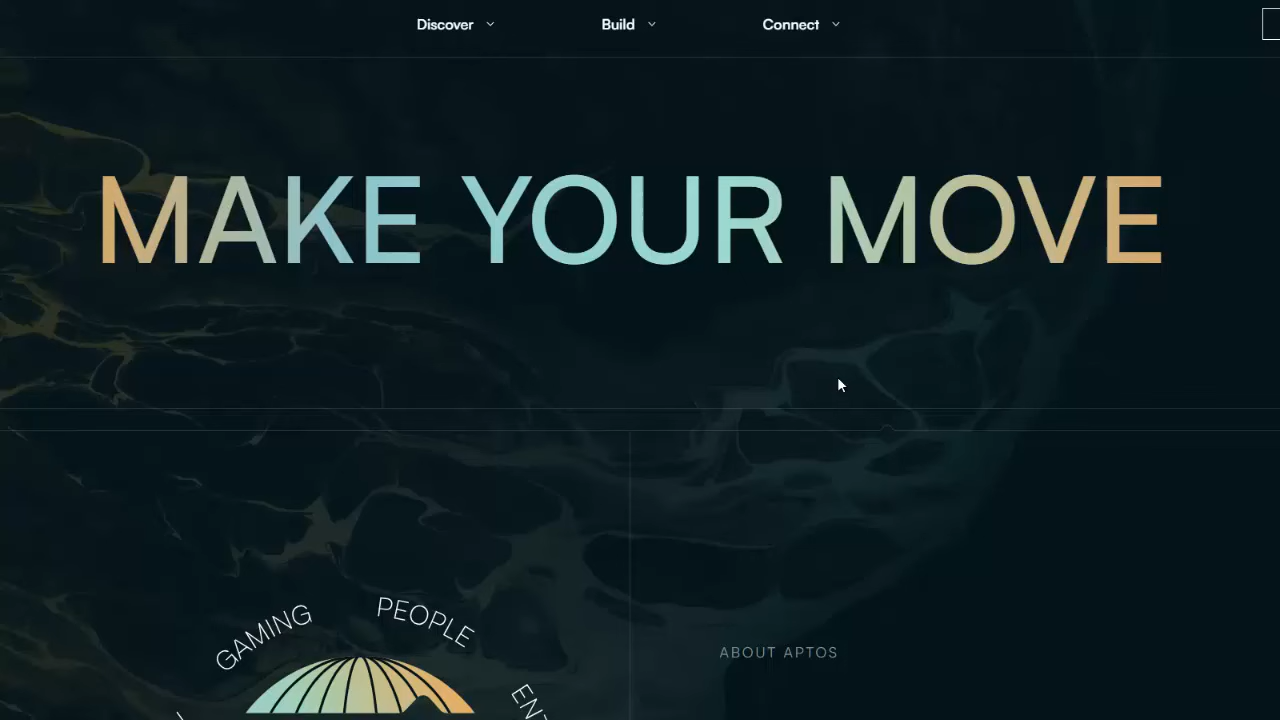 Discover
Build
Connect
MAKE YOUR MOVE
GAMING
PEOPLE
ABOUT APTOS